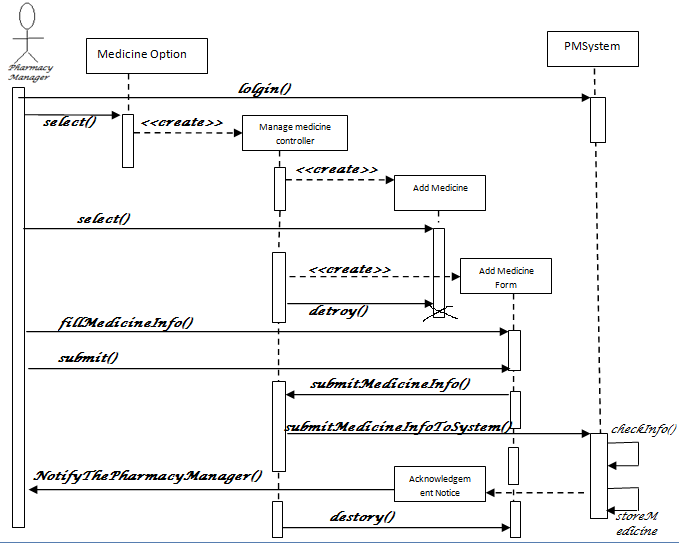 Pharmacy
Manager
Medicine Option
PMSystem
lolgin()
select()
<<create>>
Manage medicine
controller
<<create>>
Add Medicine
select()
<<create>>
Add Medicine
Form
detroy()
fillMedicineInfo()
submit()
submitMedicineInfo()
submitMedicineInfoToSystem()
checkInfo()
NotifyThePharmacyManager()
Acknowledgem
ent Notice
storeM
edicine
destory()